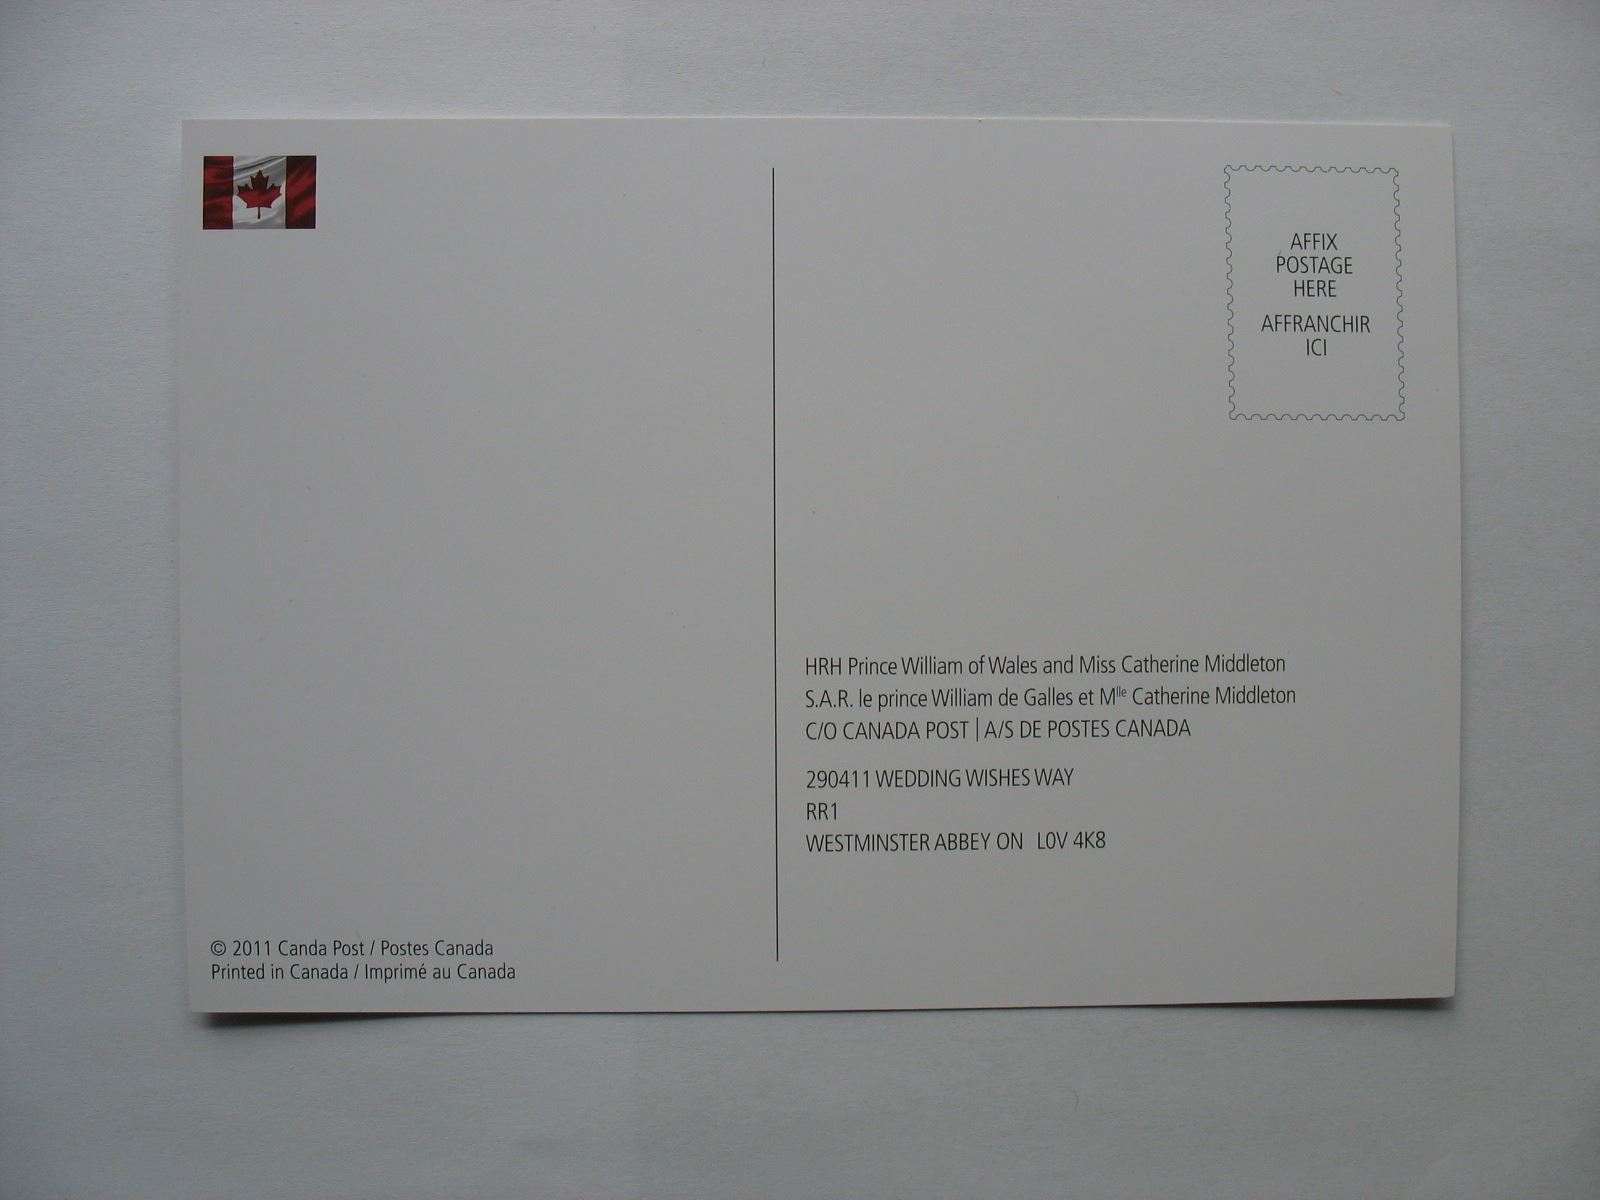 AFFIX
POSTAGE
HERE
AFFRANCHIR
ICI
HRH Prince William of Wales and Miss Catherine Middleton
S.A.R. le prince William de Galles et Mlle Catherine Middleton
C/O CANADA POST | A/S DE POSTES CANADA
290411 WEDDING WISHES WAY
RR1
WESTMINSTER ABBEY ON L0V 4K8
© 2011 Canda Post / Postes Canada
Printed in Canada / Imprimé au Canada